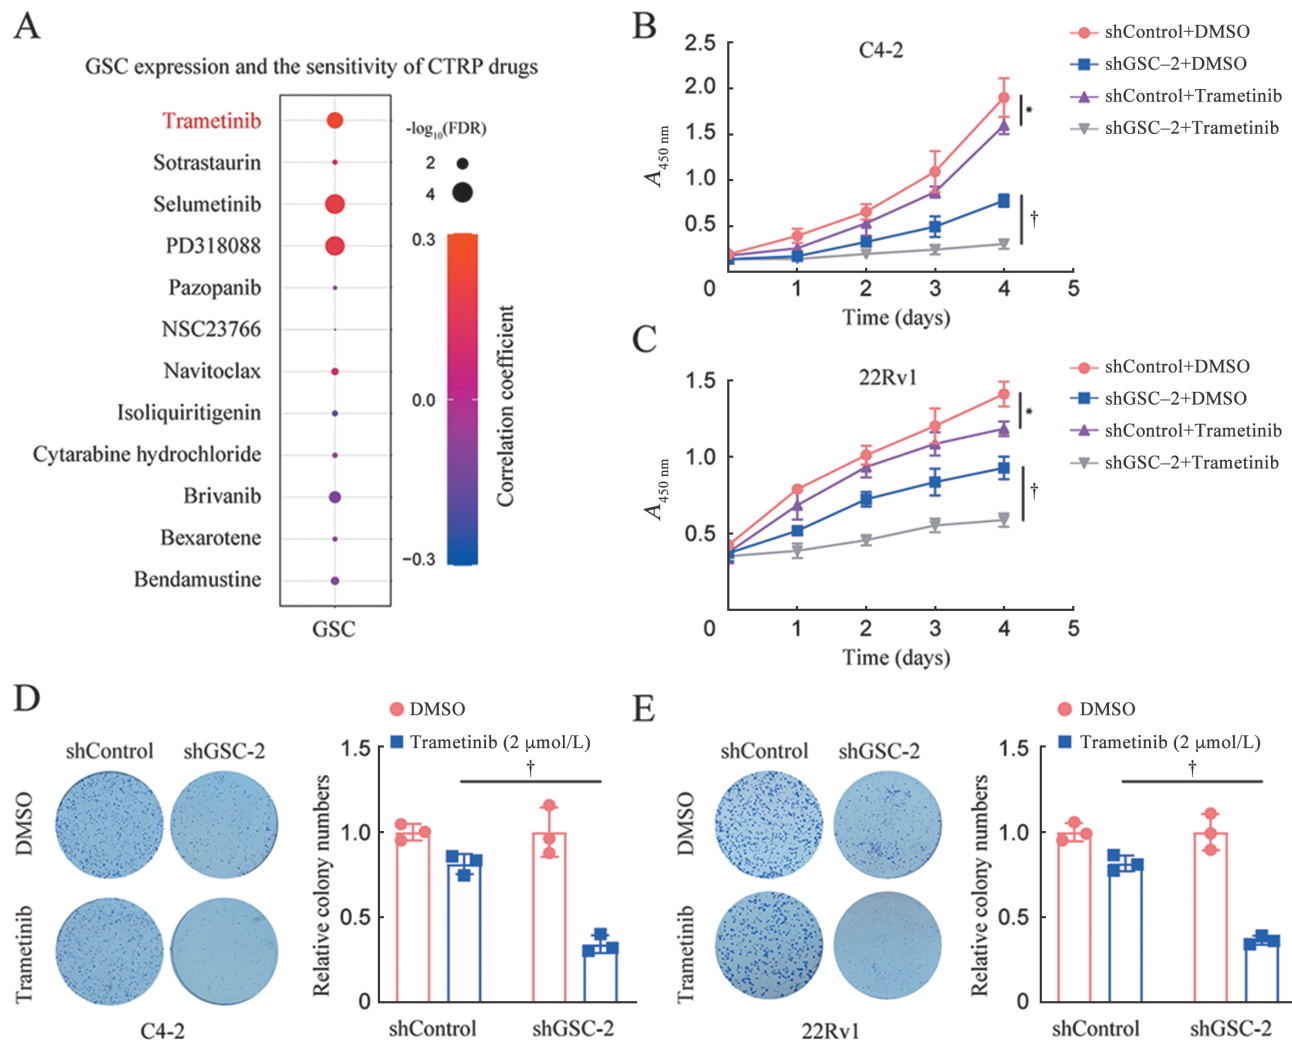 A
GSC expression and the sensitivity of CTRP drugs
Trametinib
Sotrastaurin
Selumetinib
PD318088
Pazopanib
NSC23766
Navitoclax
Isoliquiritigenin
Cytarabine hydrochloride
Brivanib
Bexarotene
Bendamustine
GSC
-log10(FDR)
2
4
0.3
0.0
−0.3
Correlation coefficient
B
C4-2
2.5
2.0
1.5
1.0
0.5
0 1 2 3 4 5
A450 nm
Time (days)
shControl+DMSO
shGSC–2+DMSO
shControl+Trametinib
shGSC–2+Trametinib
*
†
C
22Rv1
1.5
1.0
0.5
0 1 2 3 4 5
A450 nm
Time (days)
shControl+DMSO
shGSC–2+DMSO
shControl+Trametinib
shGSC–2+Trametinib
*
†
D
shControl shGSC-2
DMSO
Trametinib
C4-2
DMSO
Trametinib (2 μmol/L)
†
1.5
1.0
0.5
0
Relative colony numbers
shControl shGSC-2
E
shControl shGSC-2
DMSO
Trametinib
22Rv1
DMSO
Trametinib (2 μmol/L)
†
1.5
1.0
0.5
0
Relative colony numbers
shControl shGSC-2